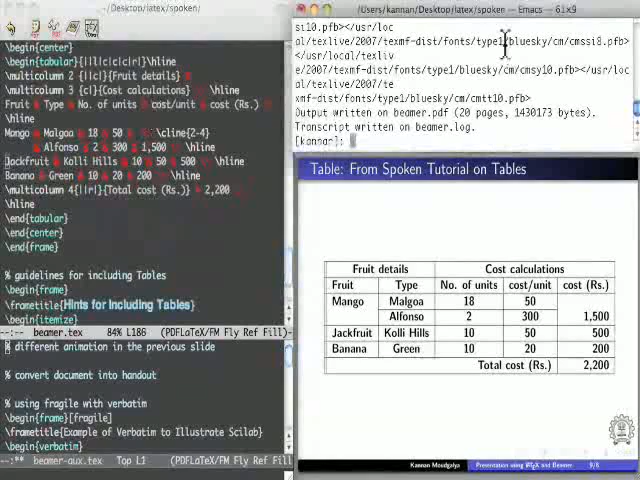 /Desktop/latex/spoken/
\begin{center}
\begin{tabular}{|l|l|c|c|r|} \hline
\multicolumn 2 {|c|} {Fruit details} &
\multicolumn 3 {c|} {Cost calculations} \\ \hline
Fruit & Type & No. of units & cost/unit & cost (Rs.)
Mango & Malgoa & 18 & 50 & \\ \cline{2-4}
& Alfonso & 2 & 300 & 1,500 \\ \hline
Jackfruit & Kolli Hills & 10 & 50 & 500 \\ \hline
Banana & Green & 10 & 20 & 200 \\ \hline
\multicolumn 4{|r|}{Total cost (Rs.)} & 2,200 \\
\hline
\end{tabular}
\end{center}
\end{frame}
% guidelines for including Tables
\begin{frame}
\frametitle{Hints for Including Tables}
\begin{itemize}
--:-- beamer.tex 84% L186 (PDFLaTeX/FM Fly Ref Fill)
% different animation in the previous slide
% convert document into handout
% using fragile with verbatim
\begin{frame}[fragile]
\frametitle{Example of Verbatim to Illustrate Scilab}
\begin{verbatim}
--:** beamer-aux.tex Top L1 (PDFLaTeX/FM Fly Ref Fill)
/Users/kannan/Desktop/latex/spoken — Emacs — 61×9
si10.pfb></usr/loc
al/texlive/2007/texmf-dist/fonts/type1/bluesky/cm/cmssi8.pfb>
</usr/local/texliv
e/2007/texmf-dist/fonts/type1/bluesky/cm/cmsy10.pfb></usr/loc
al/texlive/2007/te
xmf-dist/fonts/type1/bluesky/cm/cmtt10.pfb>
Output written on beamer.pdf (20 pages, 1430173 bytes).
Transcript written on beamer.log.
[kannan]:
Table: From Spoken Tutorial on Tables
Fruit details Cost calculations
Fruit Type No. of units cost/unit cost (Rs.)
Mango Malgoa 18 50
Alfonso 2 300 1,500
Jackfruit Kolli Hills 10 50 500
Banana Green 10 20 200
Total cost (Rs.) 2,200
Kannan Moudgalya Presentation using LaTeX and Beamer 9/8